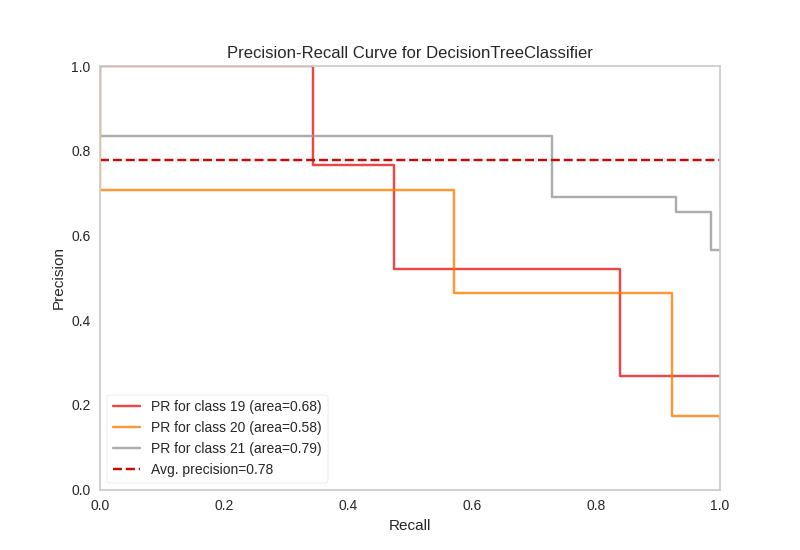 Precision-Recall Curve for DecisionTreeClassifier
1.0
0.8
0.6
0.4
0.2
0.0
Precision
PR for class 19 (area=0.68)
PR for class 20 (area=0.58)
PR for class 21 (area=0.79)
Avg. precision=0.78
0.0 0.2 0.4 0.6 0.8 1.0
Recall